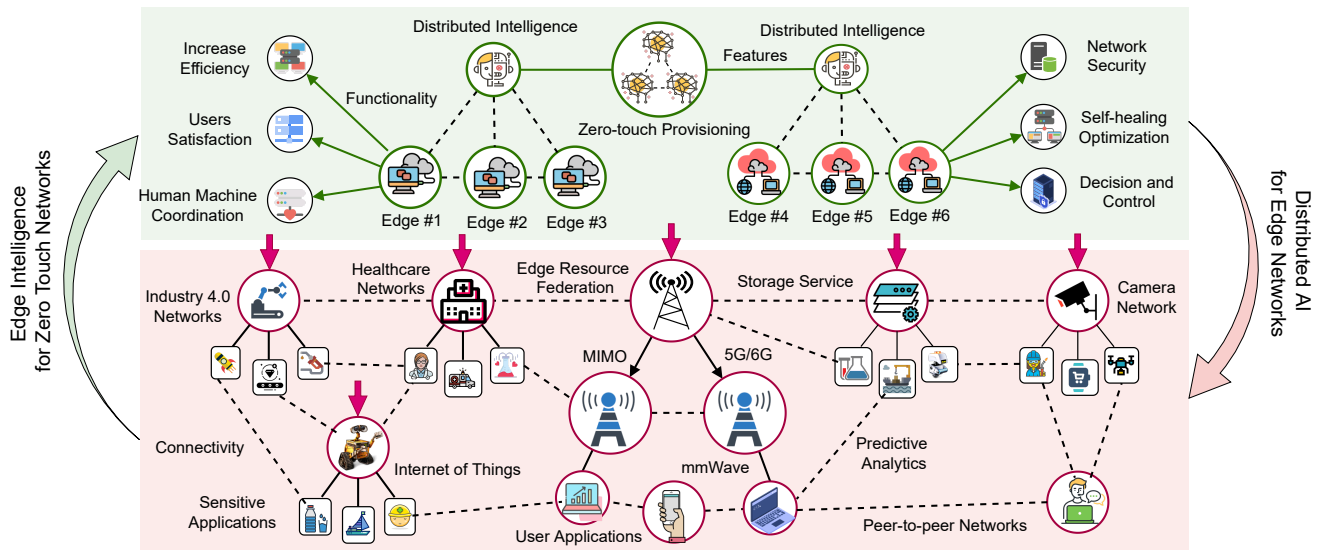 Edge Intelligence
for Zero Touch Networks
Increase
Efficiency
Users
Satisfaction
Human Machine
Coordination
Functionality
Distributed Intelligence
Features
Zero-touch Provisioning
Distributed Intelligence
Network
Security
Self-healing
Optimization
Decision and
Control
Edge #1
Edge #2
Edge #3
Edge #4
Edge #5
Edge #6
Distributed AI
for Edge Networks
Industry 4.0
Networks
Healthcare
Networks
Edge Resource
Federation
Storage Service
Camera
Network
MIMO
5G/6G
Connectivity
Internet of Things
mmWave
Predictive
Analytics
Sensitive
Applications
User Applications
Peer-to-peer Networks